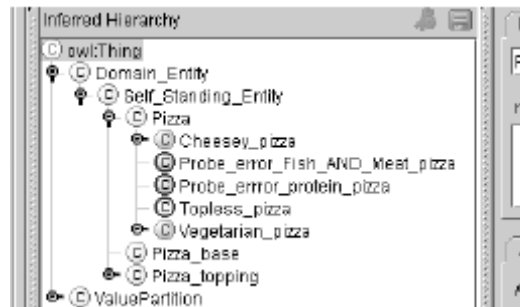 Inferred Hierarchy
C owl:Thing
C Domain_Entity
C Self_Standing_Entity
C Pizza
C Cheesey_pizza
C Probe_error_Fish_AND_Meat_pizza
C Probe_errror_protein_pizza
C Topless_pizza
C Vegetarian_pizza
C Pizza_base
C Pizza_topping
C ValuePartition